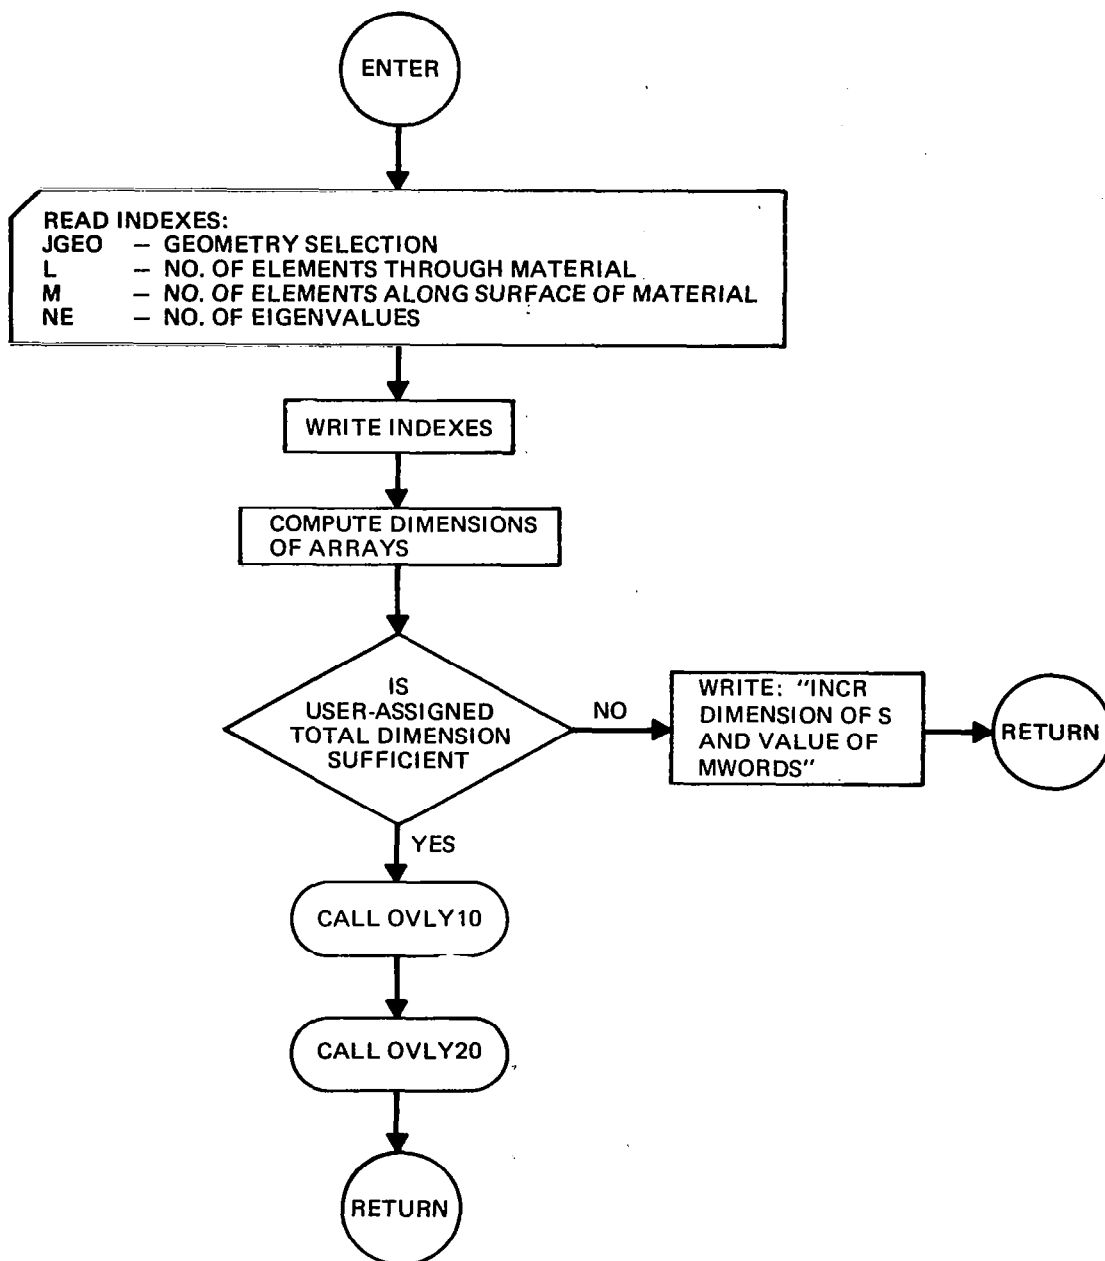 ENTER
READ INDEXES:
JGEO – GEOMETRY SELECTION
L – NO. OF ELEMENTS THROUGH MATERIAL
M – NO. OF ELEMENTS ALONG SURFACE OF MATERIAL
NE – NO. OF EIGENVALUES
WRITE INDEXES
COMPUTE DIMENSIONS
OF ARRAYS
IS
USER-ASSIGNED
TOTAL DIMENSION
SUFFICIENT
NO
WRITE: "INCR
DIMENSION OF S
AND VALUE OF
MWORDS"
RETURN
YES
CALL OVLY10
CALL OVLY20
RETURN